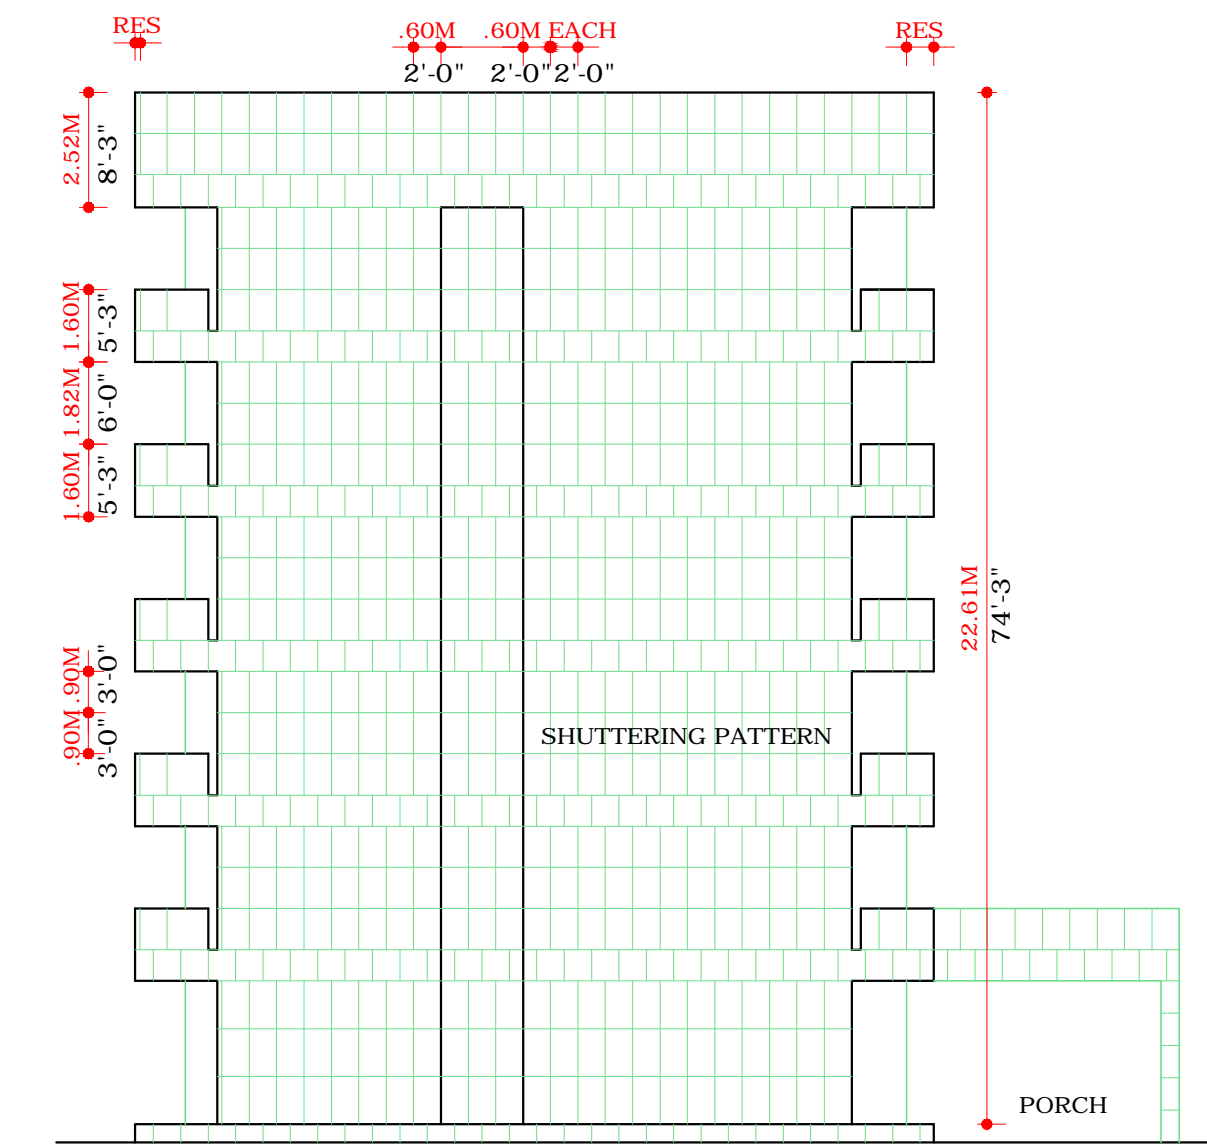 RES
.60M
.60M EACH
RES
2'-0"
2'-0"
2'-0"
2.52M
8'-3"
1.60M
5'-3"
1.82M
6'-0"
1.60M
5'-3"
22.61M
74'-3"
.90M
3'-0"
.90M
3'-0"
SHUTTERING PATTERN
PORCH